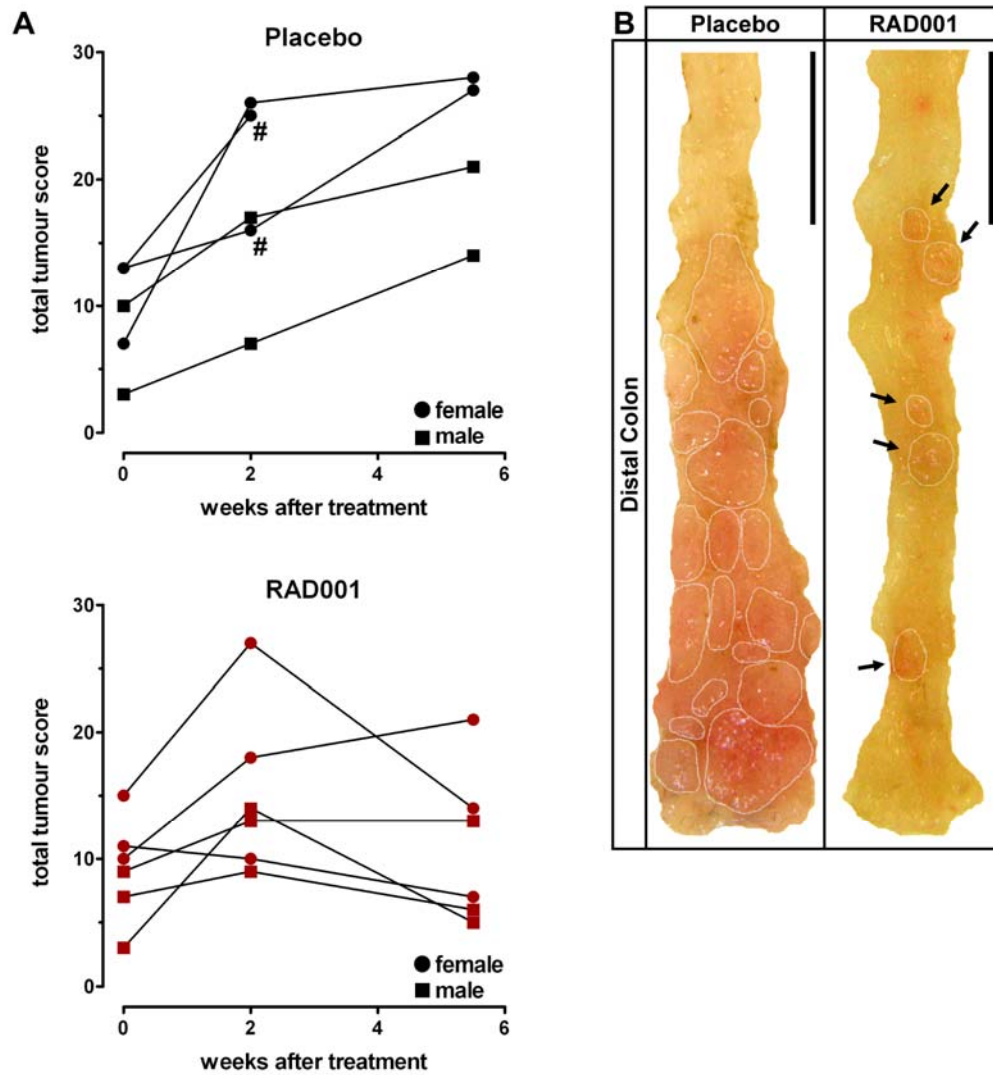 A
Placebo
30
20
10
0
total tumour score
#
#
female
male
0
2
4
6
weeks after treatment
RAD001
30
20
10
0
total tumour score
female
male
0
2
4
6
weeks after treatment
B
Placebo
RAD001
Distal Colon